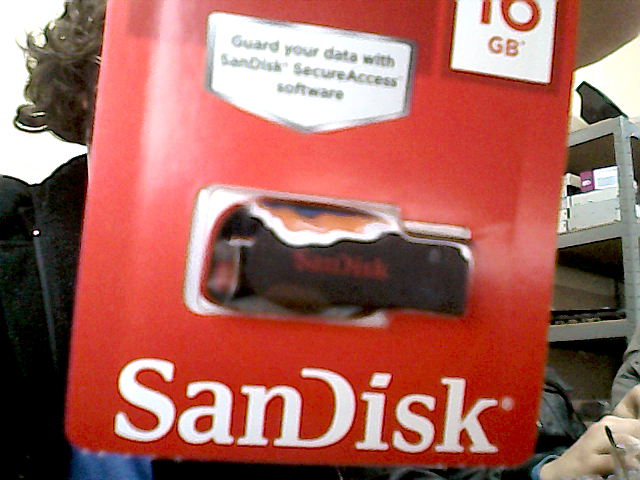 16
GB*
Guard your data with
SanDisk® SecureAccess™
software
SanDisk
SanDisk®